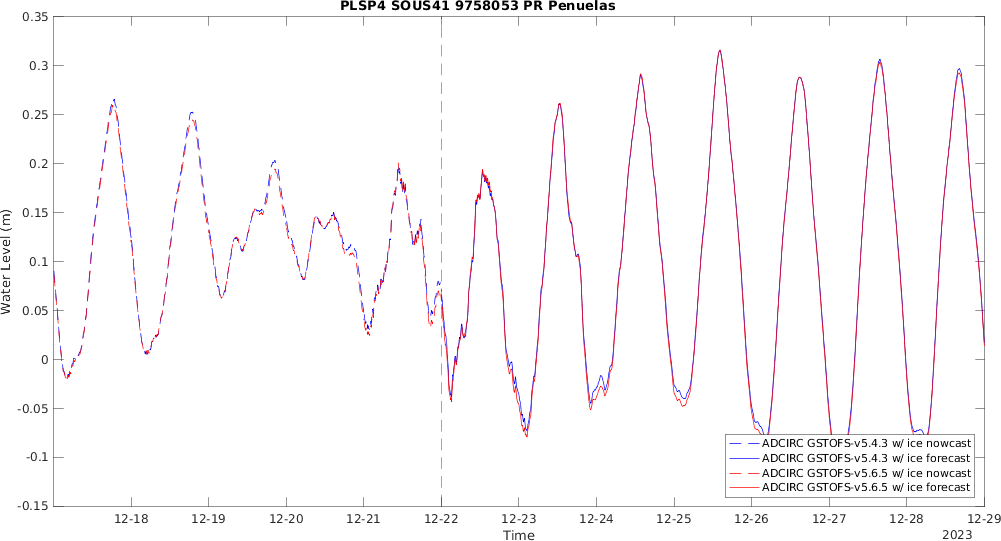 PLSP4 SOUS41 9758053 PR Penuelas
0.35
0.3
0.25
0.2
0.15
0.1
0.05
0
-0.05
-0.1
-0.15
Water Level (m)
ADCIRC GSTOFS-v5.4.3 w/ ice nowcast
ADCIRC GSTOFS-v5.4.3 w/ ice forecast
ADCIRC GSTOFS-v5.6.5 w/ ice nowcast
ADCIRC GSTOFS-v5.6.5 w/ ice forecast
12-18 12-19 12-20 12-21 12-22 12-23 12-24 12-25 12-26 12-27 12-28 12-29
Time
2023